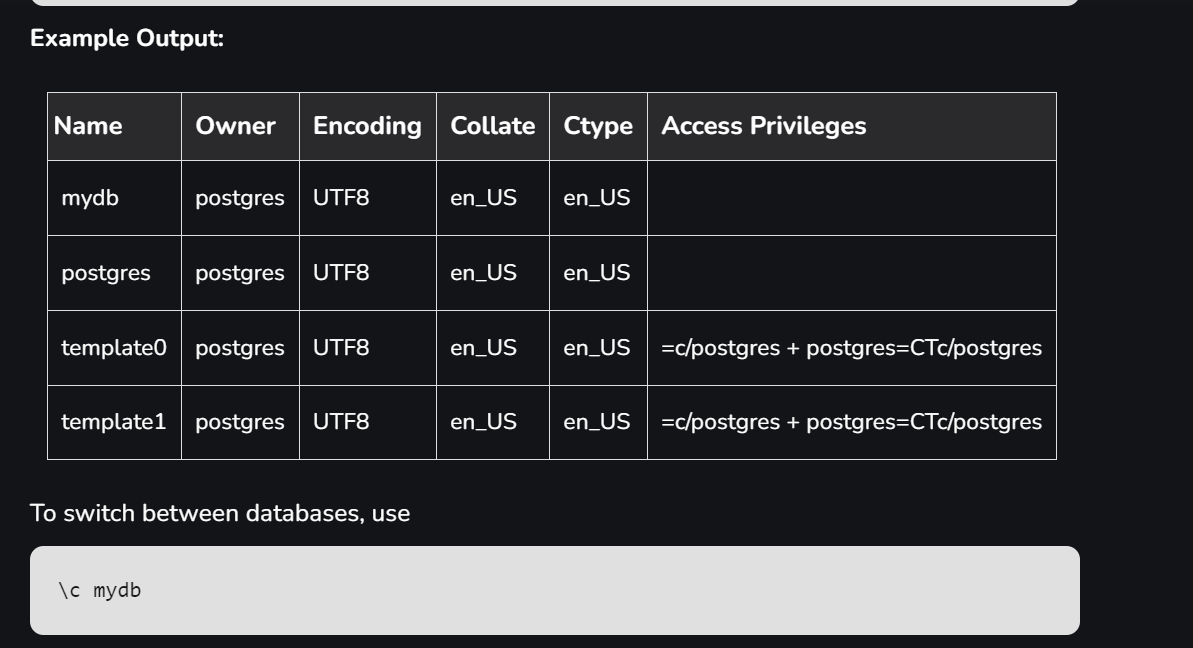 Example Output:
Name Owner Encoding Collate Ctype Access Privileges
mydb postgres UTF8 en_US en_US
postgres postgres UTF8 en_US en_US
template0 postgres UTF8 en_US en_US =c/postgres + postgres=CTc/postgres
template1 postgres UTF8 en_US en_US =c/postgres + postgres=CTc/postgres
To switch between databases, use
\c mydb